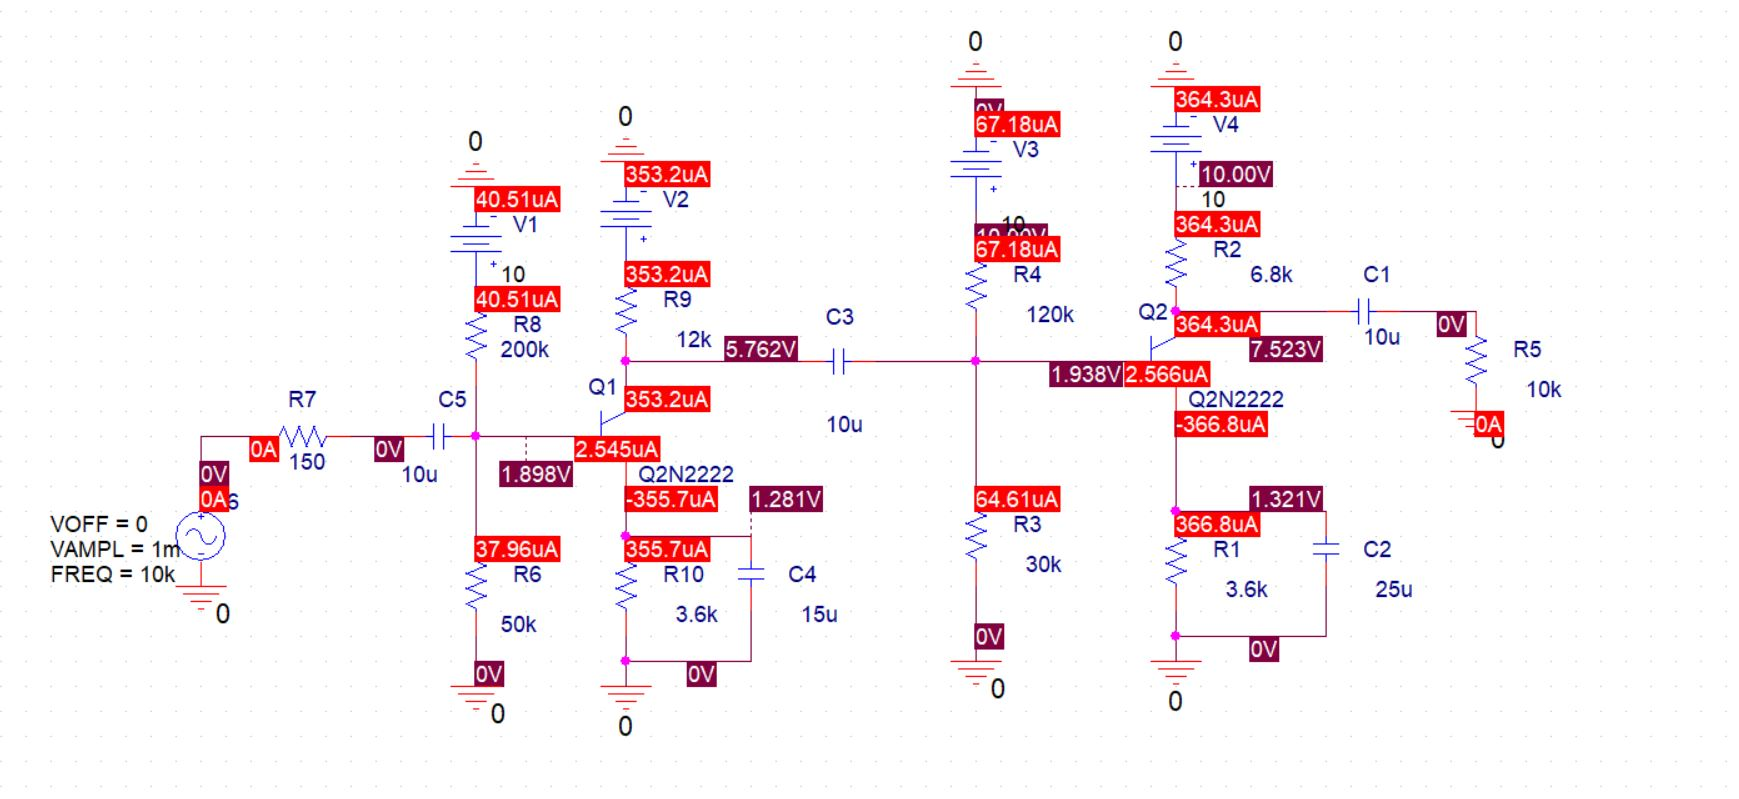 0
0
0V
364.3uA
67.18uA
V4
V3
0
353.2uA
10.00V
0
40.51uA
V2
10
V1
10
10.00V
364.3uA
67.18uA
R2
10
353.2uA
R4
6.8k
C1
40.51uA
R9
R8
120k
Q2
364.3uA
0V
C3
12k
10u
200k
5.762V
7.523V
R5
1.938V
2.566uA
Q1
10k
R7
C5
353.2uA
Q2N2222
10u
-366.8uA
0A
0
0A
0V
2.545uA
150
10u
1.898V
Q2N2222
0V
0A
6
-355.7uA
1.281V
64.61uA
1.321V
VOFF = 0
R3
366.8uA
VAMPL = 1m
37.96uA
355.7uA
R1
C2
FREQ = 10k
R6
R10
C4
30k
3.6k
25u
0
50k
3.6k
15u
0V
0V
0V
0V
0
0
0
0